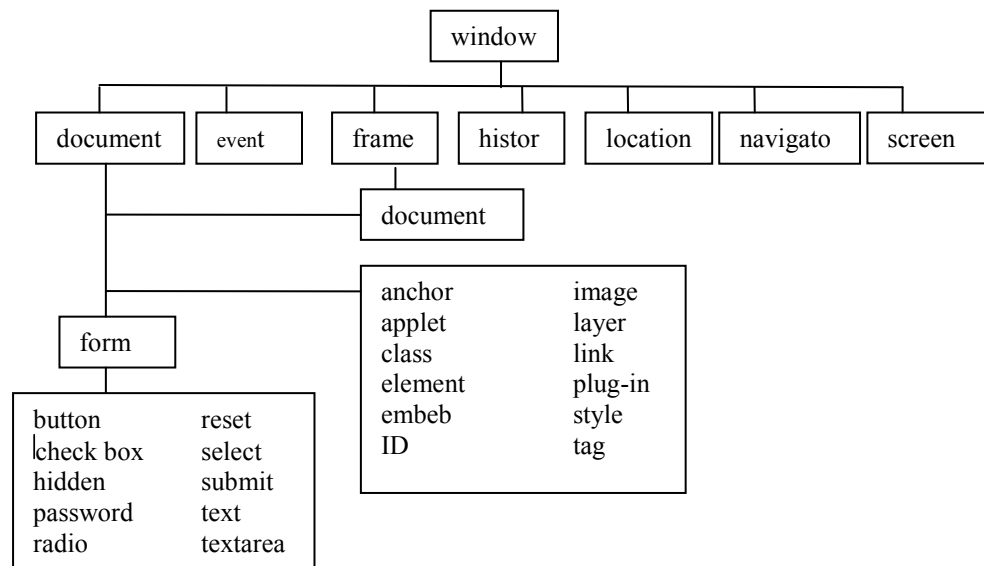 window
document event frame histor location navigato screen
document
anchor image
applet layer
class link
element plug-in
embeb style
ID tag
form
button reset
check box select
hidden submit
password text
radio textarea